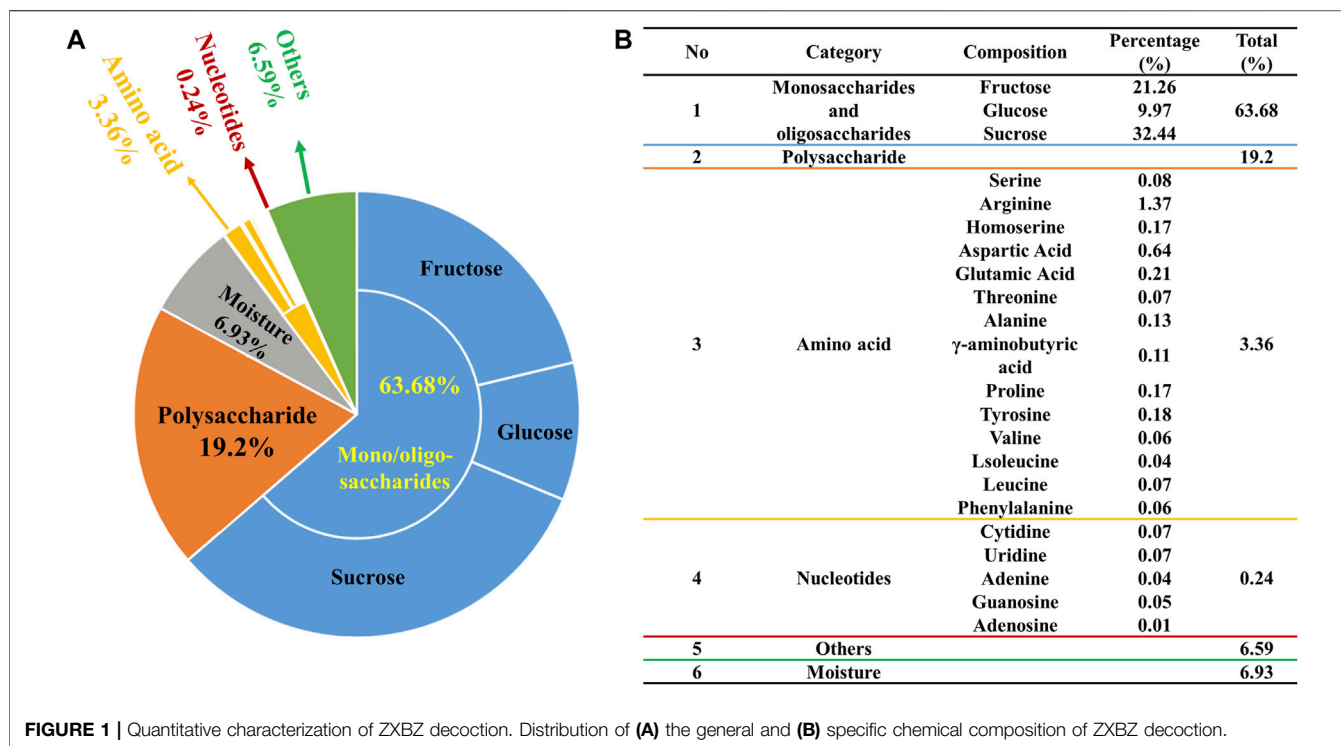 A
Amino acid
3.36%
Nucleotides
0.24%
Others
6.59%
Fructose
Moisture
6.93%
63.68%
Polysaccharide
19.2%
Glucose
Mono/oligo-
saccharides
Sucrose
B
No Category Composition Percentage (%) Total (%)
1 Monosaccharides and oligosaccharides Fructose 21.26 63.68
Glucose 9.97
Sucrose 32.44
2 Polysaccharide 19.2
Serine 0.08
Arginine 1.37
Homoserine 0.17
Aspartic Acid 0.64
Glutamic Acid 0.21
Threonine 0.07
Alanine 0.13
3 Amino acid γ-aminobutyric acid 0.11 3.36
Proline 0.17
Tyrosine 0.18
Valine 0.06
Lsoleucine 0.04
Leucine 0.07
Phenylalanine 0.06
Cytidine 0.07
Uridine 0.07
4 Nucleotides Adenine 0.04 0.24
Guanosine 0.05
Adenosine 0.01
5 Others 6.59
6 Moisture 6.93
FIGURE 1 | Quantitative characterization of ZXBZ decoction. Distribution of (A) the general and (B) specific chemical composition of ZXBZ decoction.